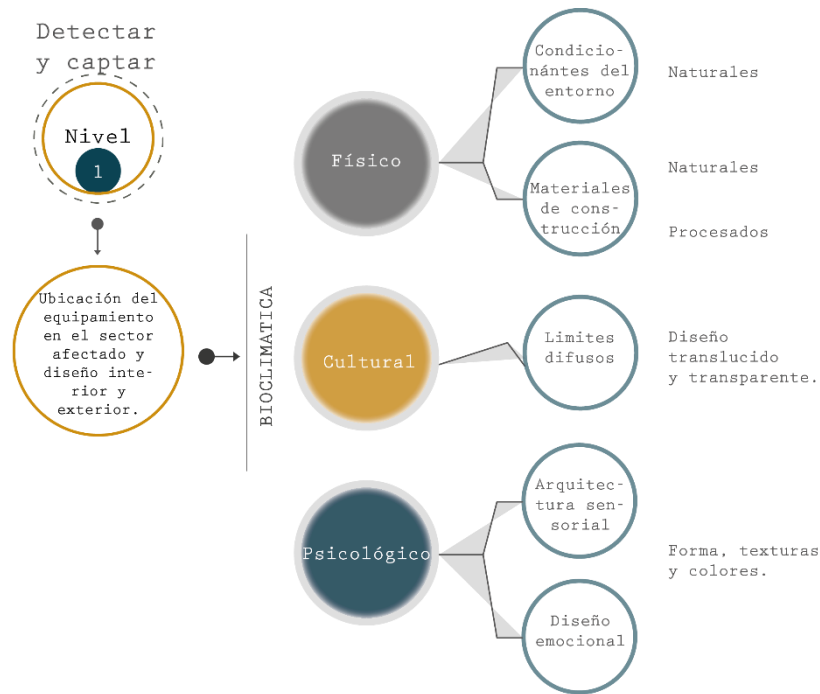 Detectar
y captar
Nivel
1
Ubicación del
equipamiento
en el sector
afectado y
diseño inte-
rior y
exterior.
BIOCLIMATICA
Físico
Condicio-
nántes del
entorno
Naturales
Materiales
de cons-
trucción
Naturales
Procesados
Cultural
Limites
difusos
Diseño
translucido
y transparente.
Psicológico
Arquitec-
tura sen-
sorial
Diseño
emocional
Forma, texturas
y colores.